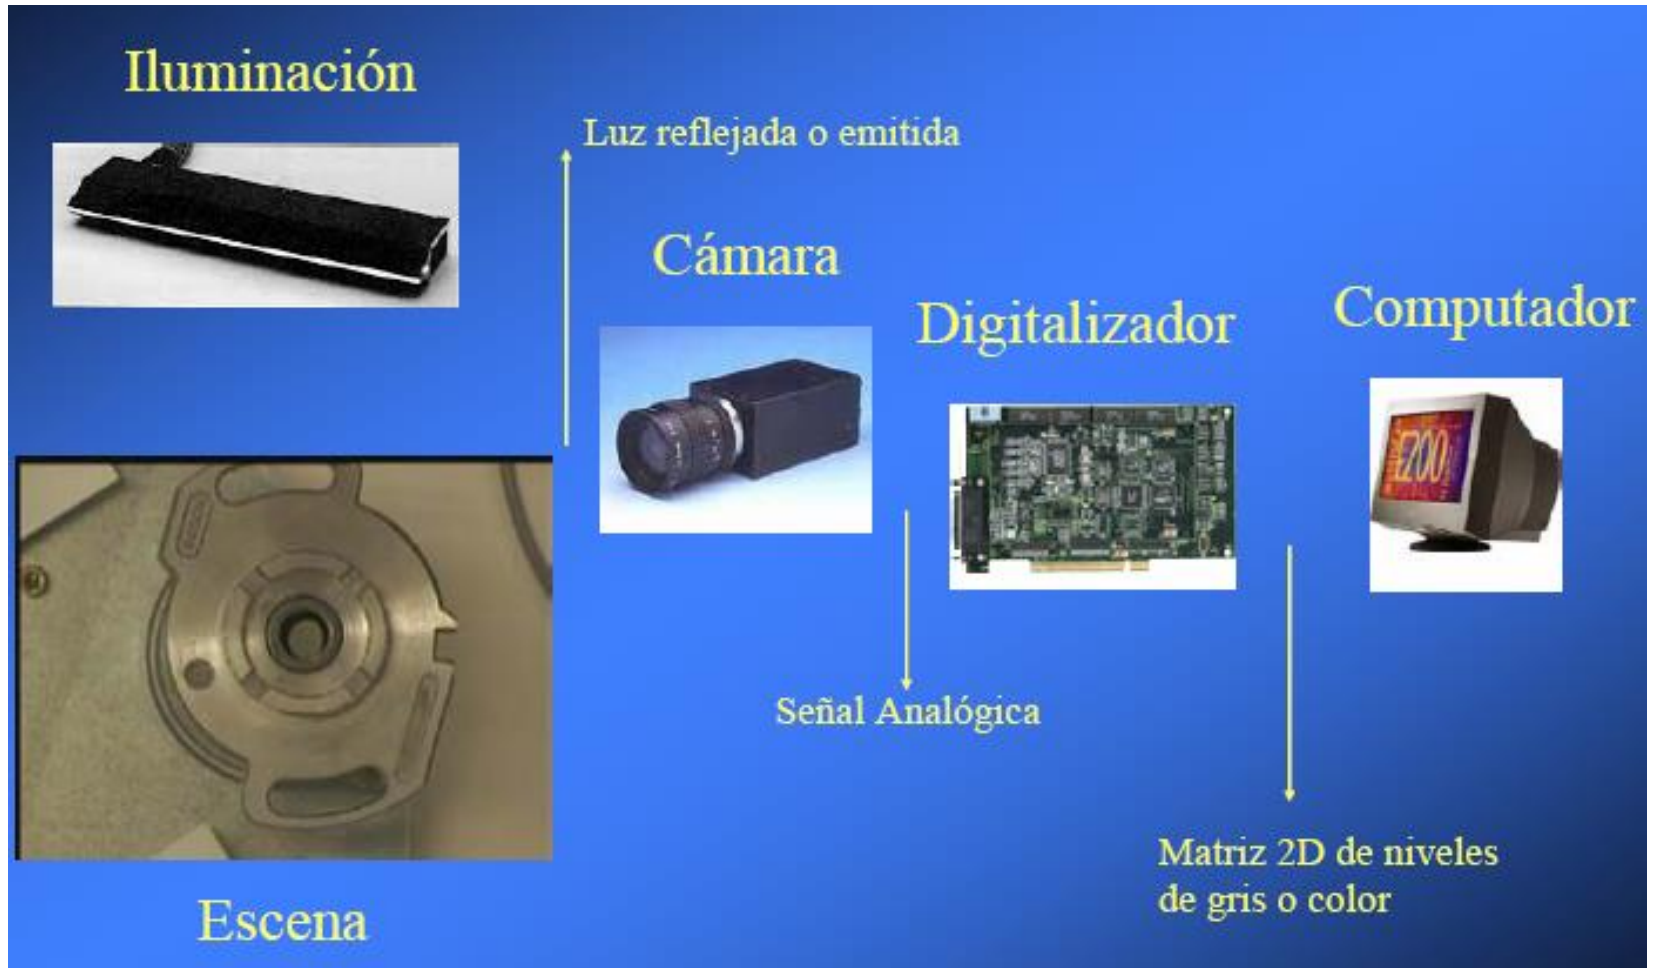 Iluminación
Luz reflejada o emitida
Cámara
Digitalizador
Computador
Señal Analógica
Matriz 2D de niveles
de gris o color
Escena